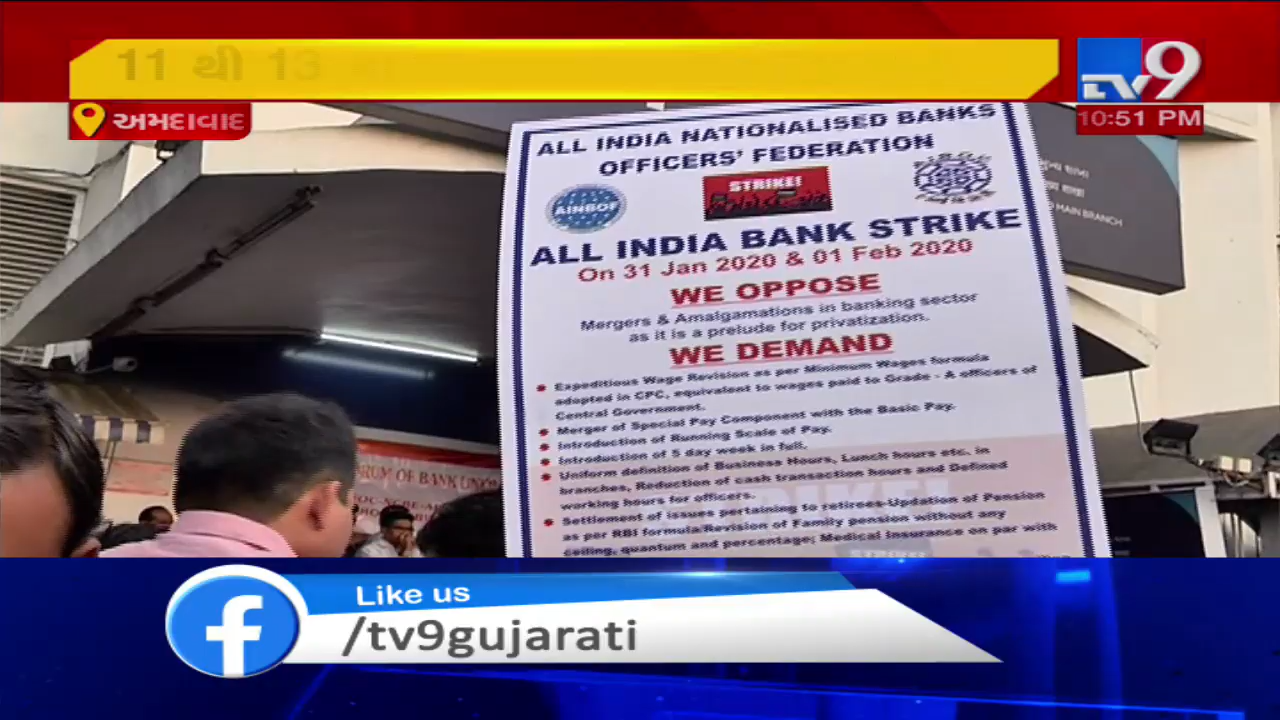 11 થી 13
tv9
10:51 PM
અમદાવાદ
ALL INDIA NATIONALISED BANKS
OFFICERS' FEDERATION
AINBOF
STRIKE!
ALL INDIA BANK STRIKE
On 31 Jan 2020 & 01 Feb 2020
WE OPPOSE
Mergers & Amalgamations in banking sector
as it is a prelude for privatization.
WE DEMAND
Expeditious Wage Revision as per Minimum Wages formula
adopted in CPC, equivalent to wages paid to Grade - A officers of
Central Government.
Merger of Special Pay Component with the Basic Pay.
Introduction of Running Scale of Pay.
Introduction of 5 day week in full.
Uniform definition of Business Hours, Lunch hours etc. in
branches, Reduction of cash transaction hours and Defined
working hours for officers.
Settlement of issues pertaining to retirees-Updation of Pension
as per RBI formula/Revision of Family pension without any
ceiling, quantum and percentage; Medical Insurance on par with
MAIN BRANCH
OF BANK
Like us
/tv9gujarati